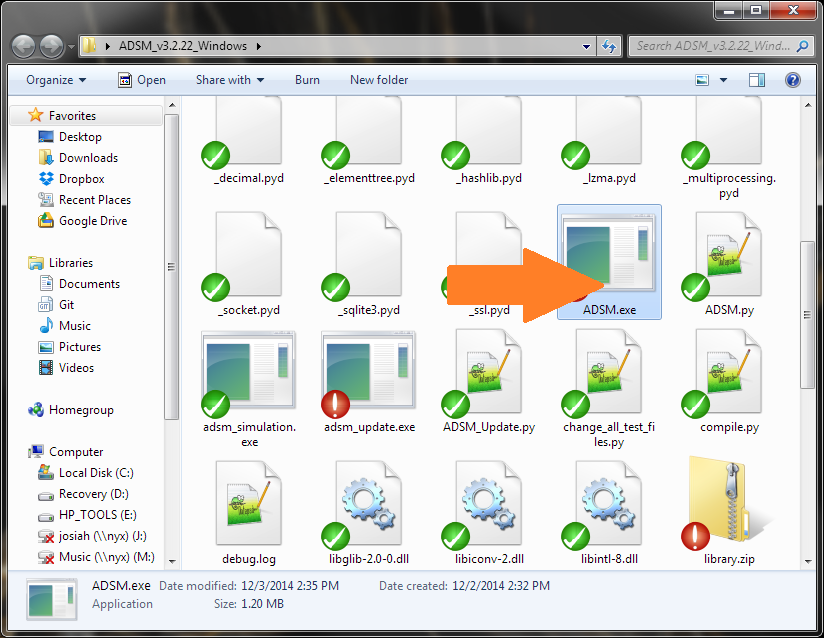 ADSM_v3.2.22_Windows
Search ADSM_v3.2.22_Wind...
Organize
Open
Share with
Burn
New folder
Favorites
Desktop
Downloads
Dropbox
Recent Places
Google Drive
Libraries
Documents
Git
Music
Pictures
Videos
Homegroup
Computer
Local Disk (C:)
Recovery (D:)
HP_TOOLS (E:)
josiah (\\nyx) (J:)
Music (\\nyx) (M:)
_decimal.pyd
_elementtree.pyd
_hashlib.pyd
_lzma.pyd
_multiprocessing.
pyd
_socket.pyd
_sqlite3.pyd
_ssl.pyd
ADSM.exe
ADSM.py
adsm_simulation.
exe
adsm_update.exe
ADSM_Update.py
change_all_test_fi
les.py
compile.py
debug.log
libglib-2.0-0.dll
libiconv-2.dll
libintl-8.dll
library.zip
ADSM.exe Date modified: 12/3/2014 2:35 PM Date created: 12/2/2014 2:32 PM
Application Size: 1.20 MB